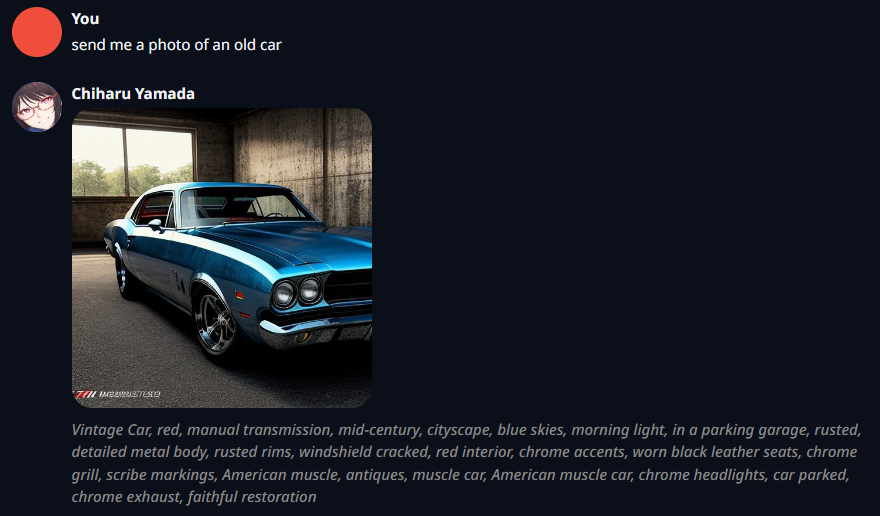 You
send me a photo of an old car
Chiharu Yamada
Vintage Car, red, manual transmission, mid-century, cityscape, blue skies, morning light, in a parking garage, rusted,
detailed metal body, rusted rims, windshield cracked, red interior, chrome accents, worn black leather seats, chrome
grill, scribe markings, American muscle, antiques, muscle car, American muscle car, chrome headlights, car parked,
chrome exhaust, faithful restoration